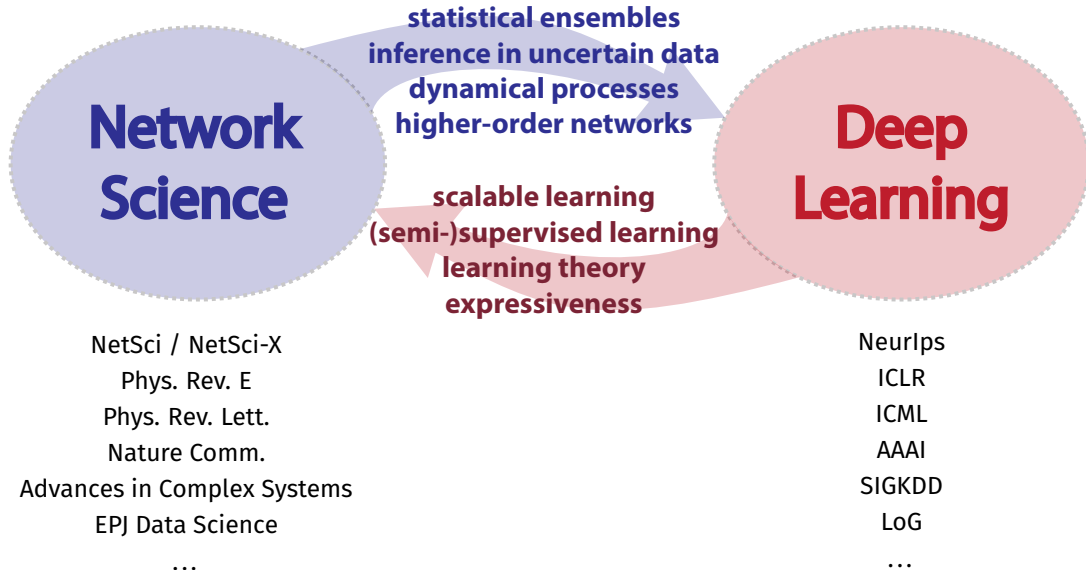 statistical ensembles
inference in uncertain data
dynamical processes
higher-order networks
Network
Science
Deep
Learning
scalable learning
(semi-)supervised learning
learning theory
expressiveness
NetSci / NetSci-X
Phys. Rev. E
Phys. Rev. Lett.
Nature Comm.
Advances in Complex Systems
EPJ Data Science
...
NeurIps
ICLR
ICML
AAAI
SIGKDD
LoG
...